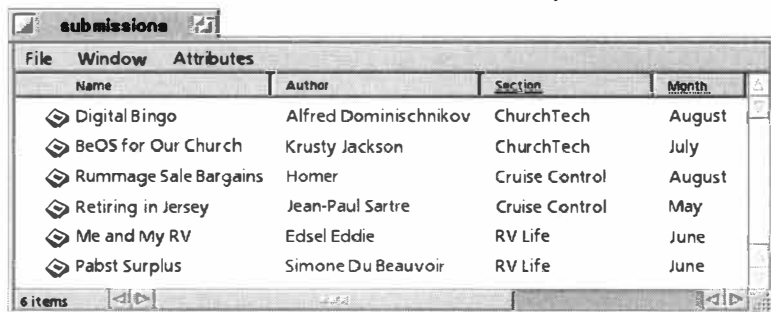 submissions
File Window Attributes
Name Author Section Month
Digital Bingo Alfred Dominischnikov ChurchTech August
BeOS for Our Church Krusty Jackson ChurchTech July
Rummage Sale Bargains Homer Cruise Control August
Retiring in Jersey Jean-Paul Sartre Cruise Control May
Me and My RV Edsel Eddie RV Life June
Pabst Surplus Simone Du Beauvoir RV Life June
6 items